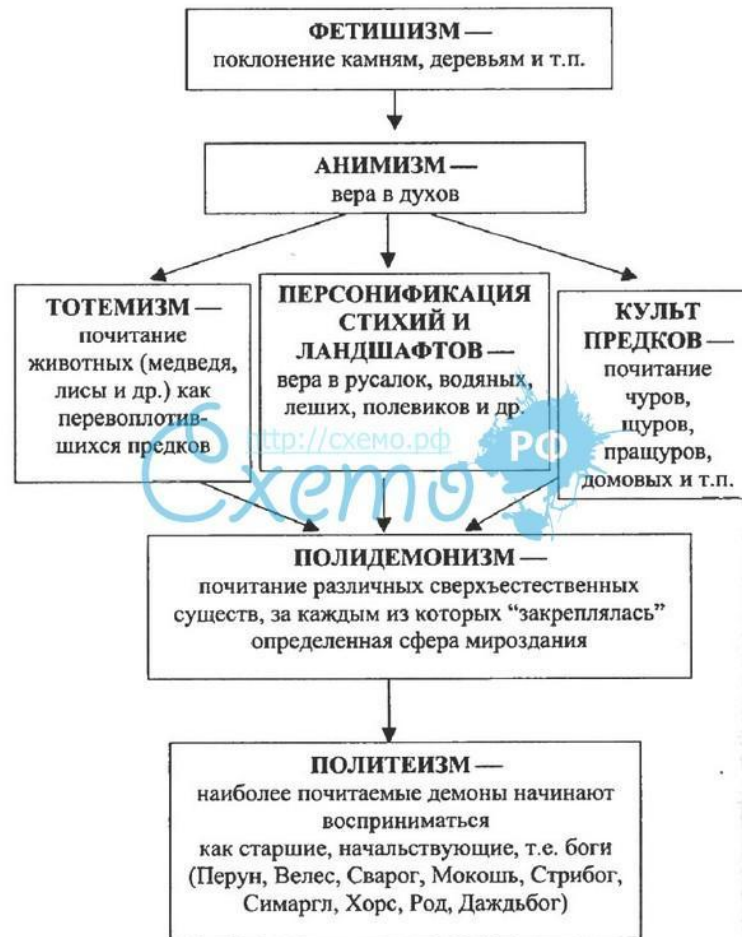 ФЕТИШИЗМ —
поклонение камням, деревьям и т.п.
АНИМИЗМ —
вера в духов
ТОТЕМИЗМ —
почитание
животных (медведя,
лисы и др.) как
перевоплотив-
шихся предков
ПЕРСОНИФИКАЦИЯ
СТИХИЙ И
ЛАНДШАФТОВ —
вера в русалок, водяных,
леших, полевиков и др.
КУЛЬТ
ПРЕДКОВ —
почитание
чуров,
щуров,
пращуров,
домовых и т.п.
http://схемо.рф
Схемо
РФ
ПОЛИДЕМОНИЗМ —
почитание различных сверхъестественных
существ, за каждым из которых “закреплялась”
определенная сфера мироздания
ПОЛИТЕИЗМ —
наиболее почитаемые демоны начинают
восприниматься
как старшие, начальствующие, т.е. боги
(Перун, Велес, Сварог, Мокошь, Стрибог,
Симаргл, Хорс, Род, Даждьбог)